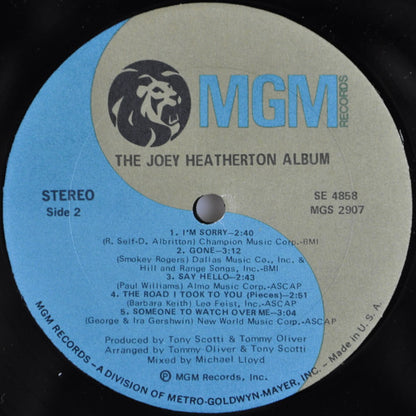 MGM
RECORDS
THE JOEY HEATHERTON ALBUM
STEREO
Side 2
SE 4858
MGS 2907
1. I'M SORRY—2:40
(R. Self-D. Albritton) Champion Music Corp.-BMI
2. GONE—3:12
(Smokey Rogers) Dallas Music Co., Inc. &
Hill and Range Songs, Inc.-BMI
3. SAY HELLO—2:43
(Paul Williams) Almo Music Corp.-ASCAP
4. THE ROAD I TOOK TO YOU (Pieces)—2:51
(Barbara Keith) Leo Feist, Inc.-ASCAP
5. SOMEONE TO WATCH OVER ME—3:04
(George & Ira Gershwin) New World Music Corp.-ASCAP
Produced by Tony Scotti & Tommy Oliver
Arranged by Tommy Oliver & Tony Scotti
Mixed by Michael Lloyd
℗ MGM Records, Inc.
MGM RECORDS—A DIVISION OF METRO-GOLDWYN-MAYER, INC.—Made in U.S.A.